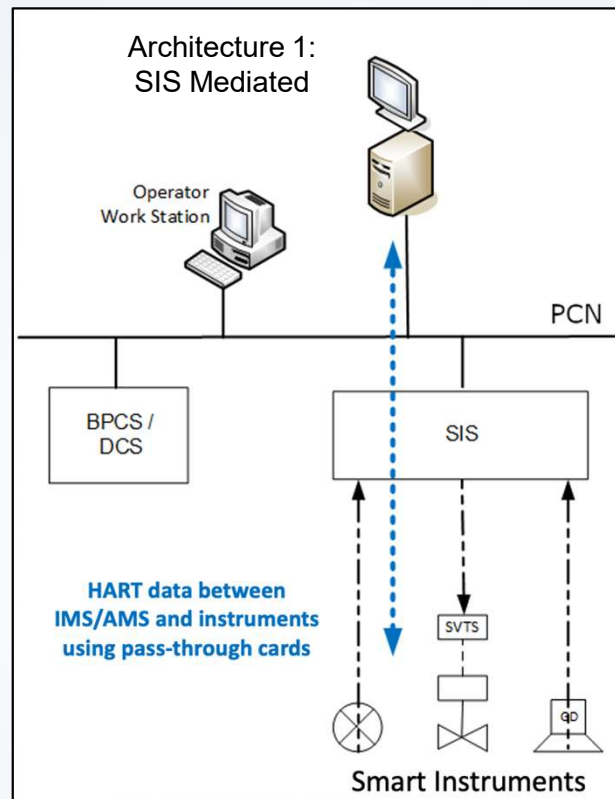 Architecture 1:
SIS Mediated
Operator
Work Station
PCN
BPCS /
DCS
SIS
HART data between
IMS/AMS and instruments
using pass-through cards
SVTS
GD
Smart Instruments